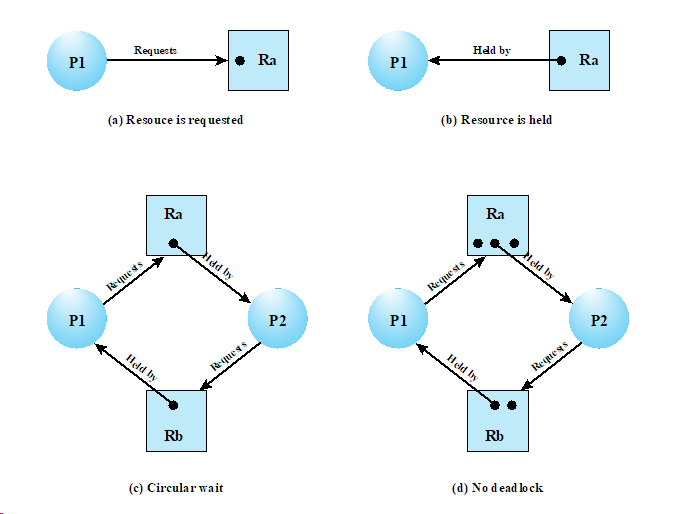 P1
Requests
Ra
(a) Resouce is requested
P1
Held by
Ra
(b) Resource is held
Ra
Requests
Held by
P1
P2
Held by
Requests
Rb
(c) Circular wait
Ra
Requests
Held by
P1
P2
Held by
Requests
Rb
(d) No deadlock